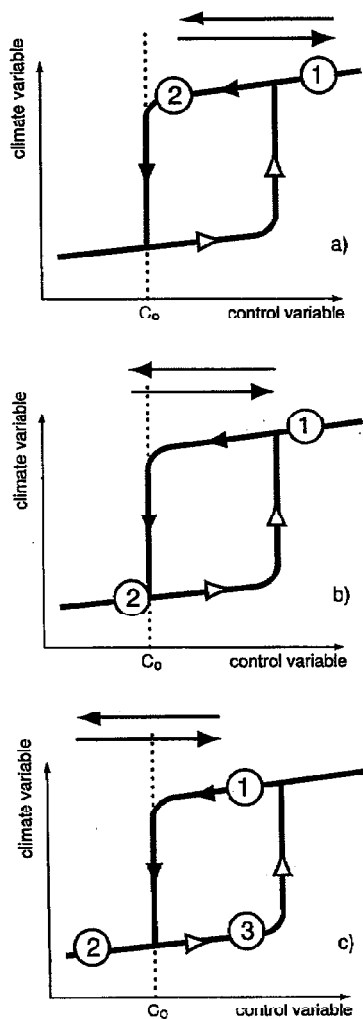 climate variable
1
2
a)
C₀
control variable
climate variable
1
2
b)
C₀
control variable
climate variable
1
2
3
c)
C₀
control variable